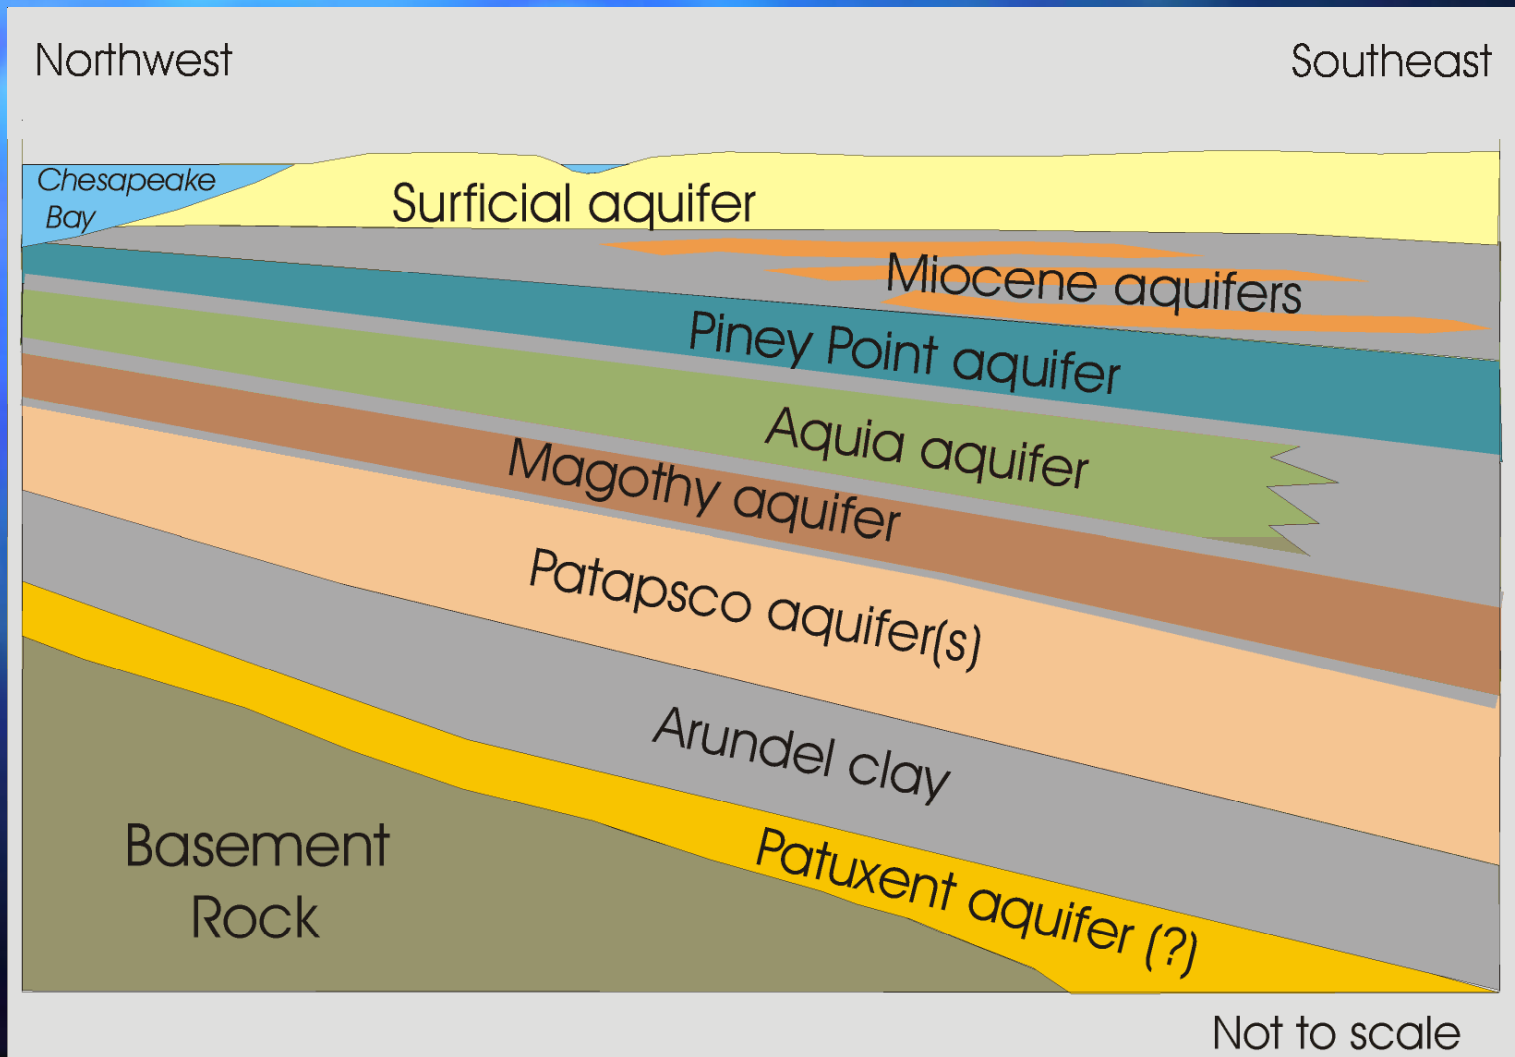 Northwest
Southeast
Chesapeake
Bay
Surficial aquifer
Miocene aquifers
Piney Point aquifer
Aquia aquifer
Magothy aquifer
Patapsco aquifer(s)
Arundel clay
Patuxent aquifer (?)
Basement
Rock
Not to scale